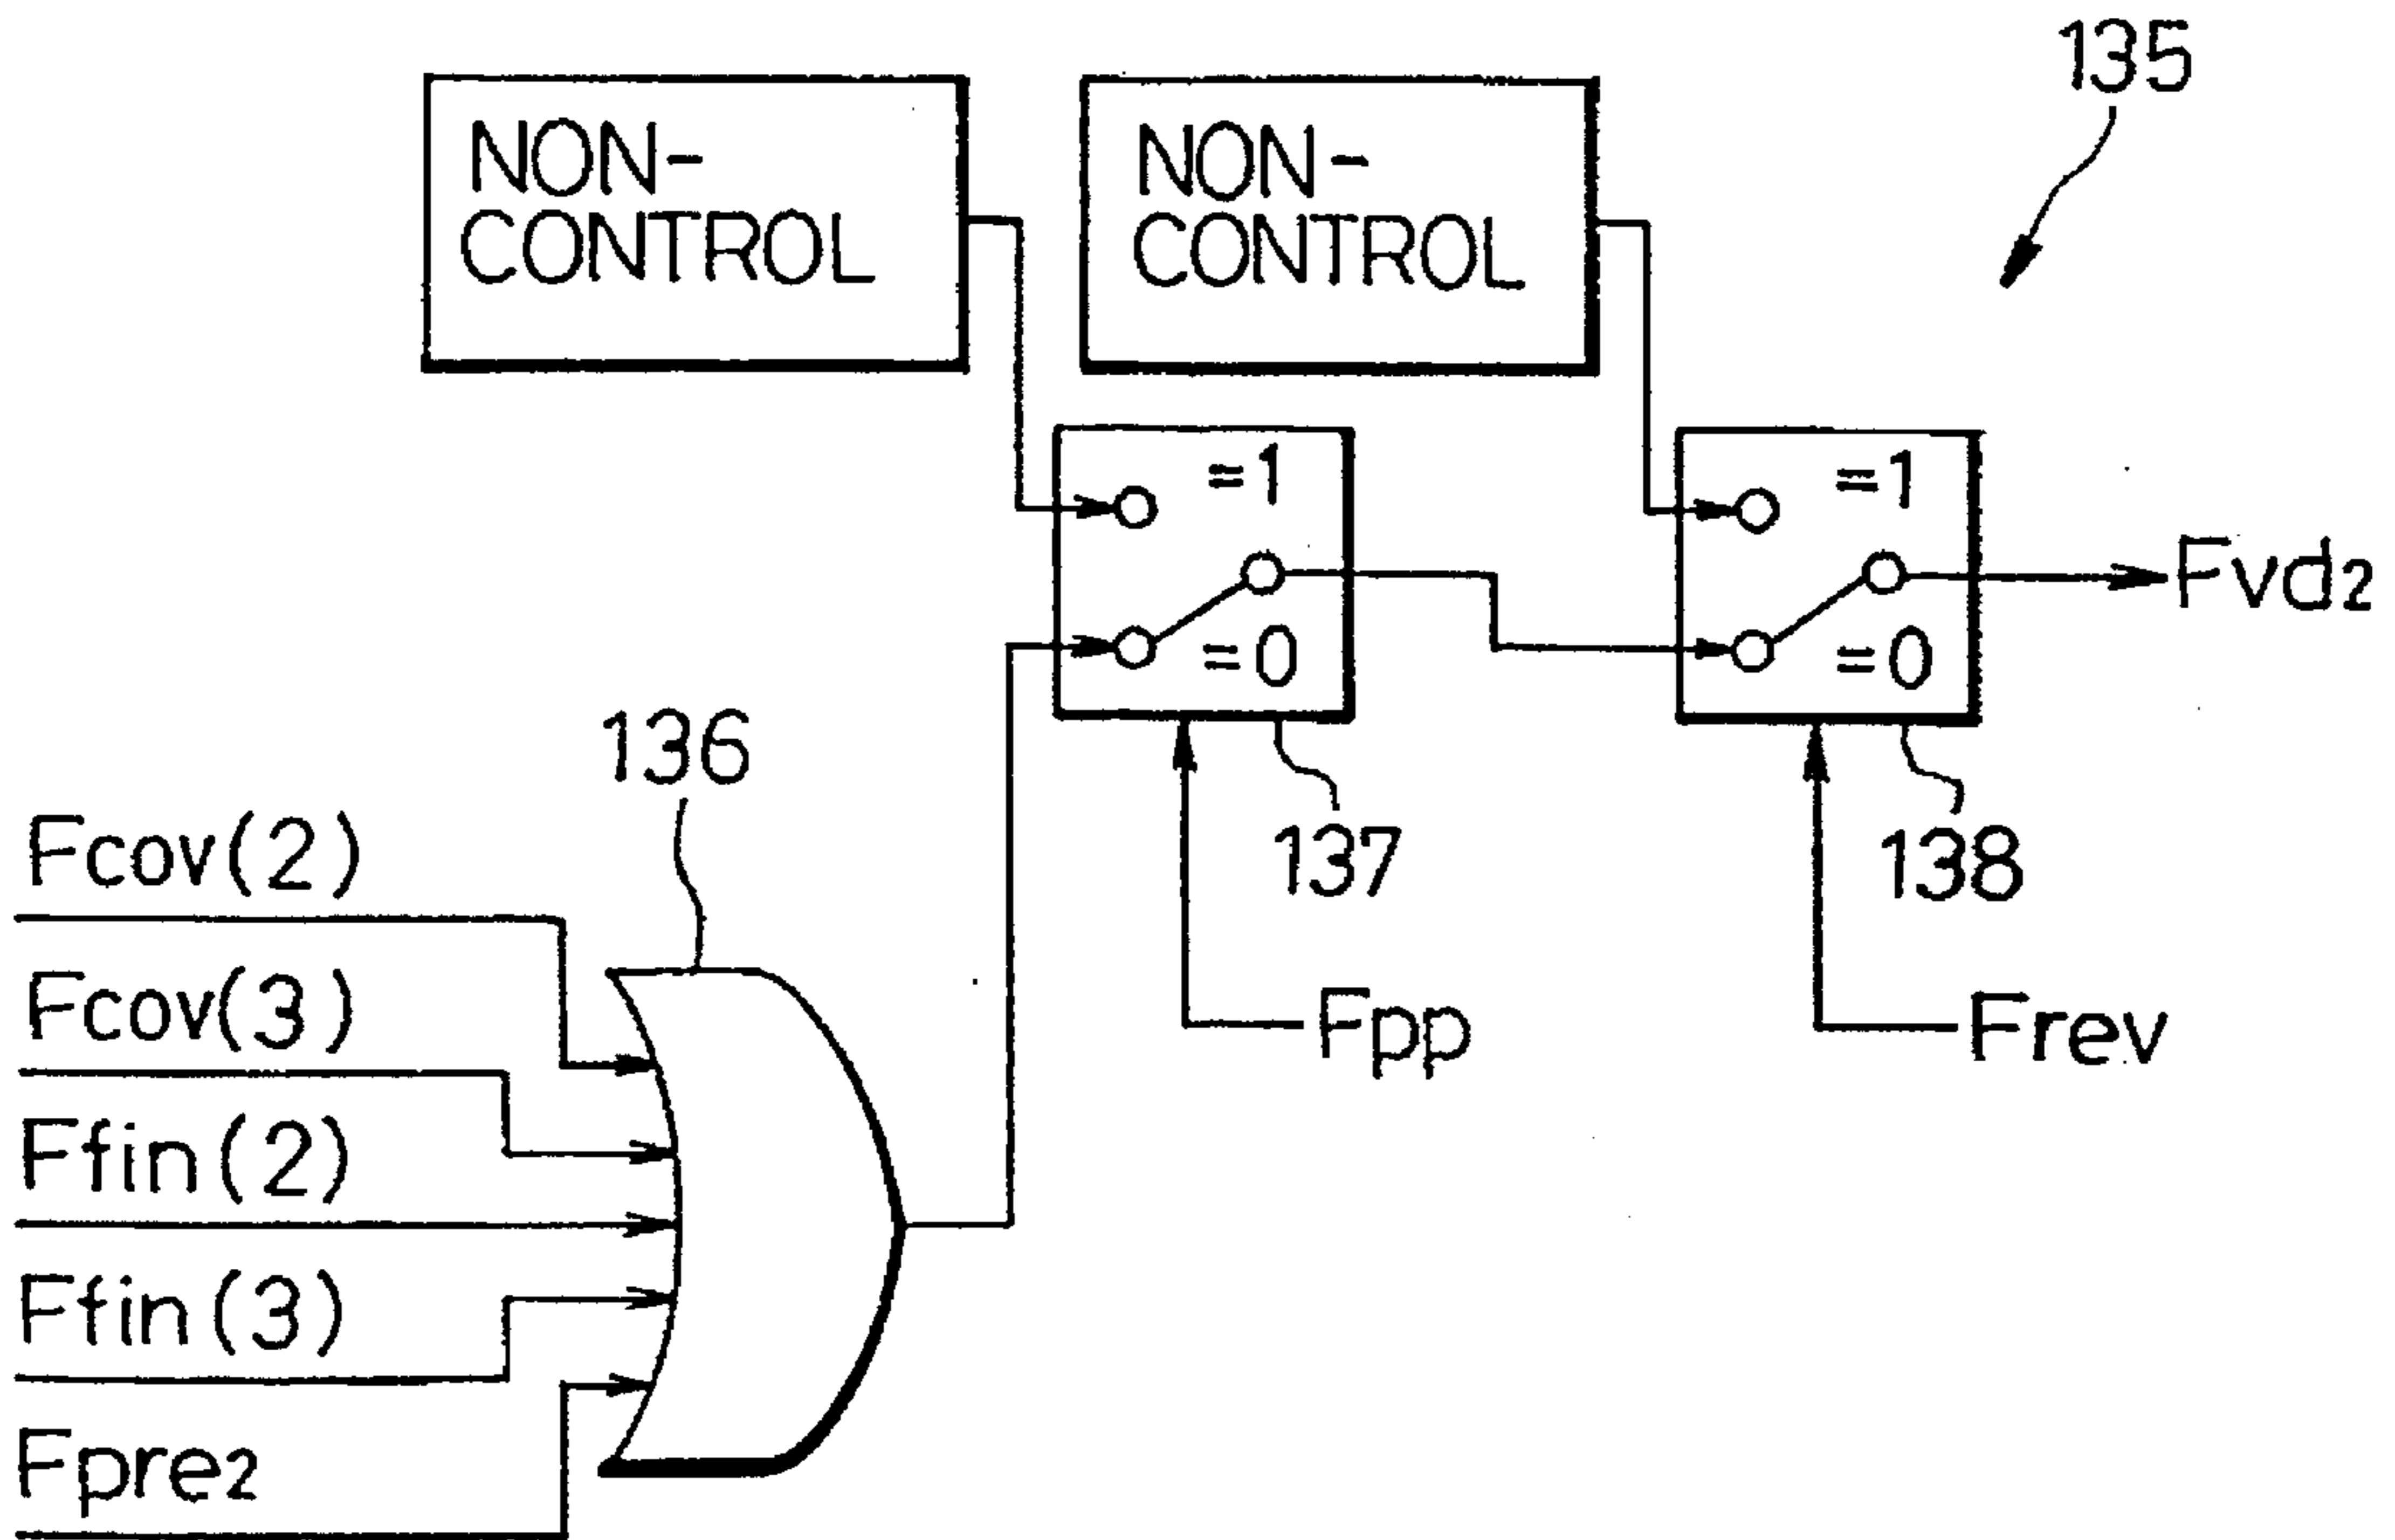 135
NON-
CONTROL
NON-
CONTROL
=1
=0
=1
=0
Fvd2
136
137
138
Fcov(2)
Fcov(3)
Ffin(2)
Ffin(3)
Fpre2
Fpp
Frev